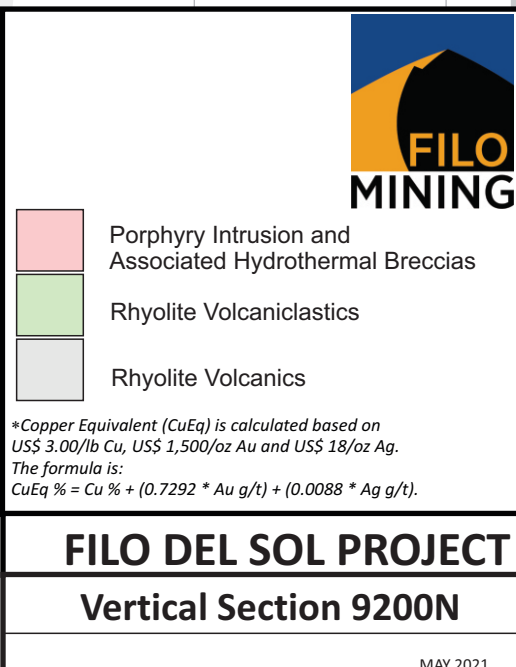 FILO
MINING
Porphyry Intrusion and
Associated Hydrothermal Breccias
Rhyolite Volcaniclastics
Rhyolite Volcanics
*Copper Equivalent (CuEq) is calculated based on
US$ 3.00/lb Cu, US$ 1,500/oz Au and US$ 18/oz Ag.
The formula is:
CuEq % = Cu % + (0.7292 * Au g/t) + (0.0088 * Ag g/t).
FILO DEL SOL PROJECT
Vertical Section 9200N
MAY 2021